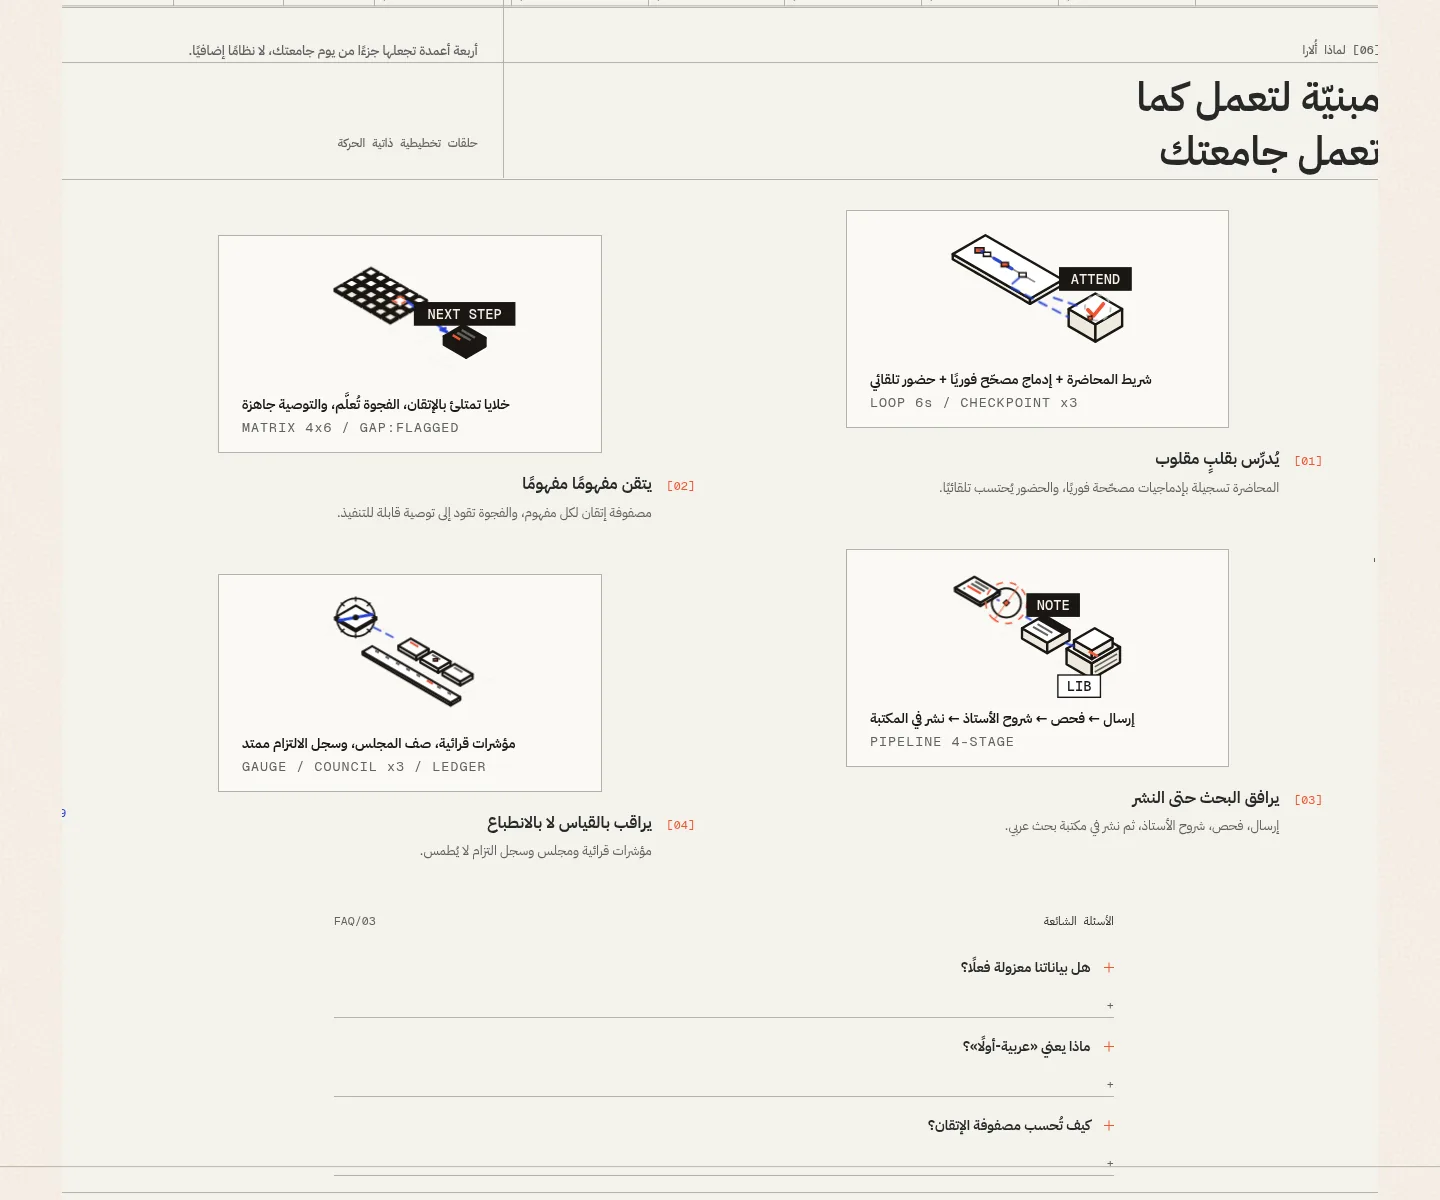 [06] لماذا ألارا
أربعة أعمدة تجعلها جزءًا من يوم جامعتك، لا نظامًا إضافيًا.
مبنيّة لتعمل كما
تعمل جامعتك
حلقات تخطيطية ذاتية الحركة
ATTEND
شريط المحاضرة + إدماج مصحّح فوريًا + حضور تلقائي
LOOP 6s / CHECKPOINT x3
[01] يُدرِّس بقلبٍ مقلوب
المحاضرة تسجيلة بإدماجيات مصحّحة فوريًا، والحضور يُحتسب تلقائيًا.
NEXT STEP
خلايا تمتلئ بالإتقان، الفجوة تُعلَّم، والتوصية جاهزة
MATRIX 4x6 / GAP:FLAGGED
[02] يتقن مفهومًا مفهومًا
مصفوفة إتقان لكل مفهوم، والفجوة تقود إلى توصية قابلة للتنفيذ.
NOTE
LIB
إرسال ← فحص ← شروح الأستاذ ← نشر في المكتبة
PIPELINE 4-STAGE
[03] يرافق البحث حتى النشر
إرسال، فحص، شروح الأستاذ، ثم نشر في مكتبة بحث عربي.
مؤشرات قرائية، صف المجلس، وسجل الالتزام ممتد
GAUGE / COUNCIL x3 / LEDGER
[04] يراقب بالقياس لا بالانطباع
مؤشرات قرائية ومجلس وسجل التزام لا يُطمس.
الأسئلة الشائعة
FAQ/03
+ هل بياناتنا معزولة فعلًا؟
+
+ ماذا يعني «عربية-أولًا»؟
+
+ كيف تُحسب مصفوفة الإتقان؟
+